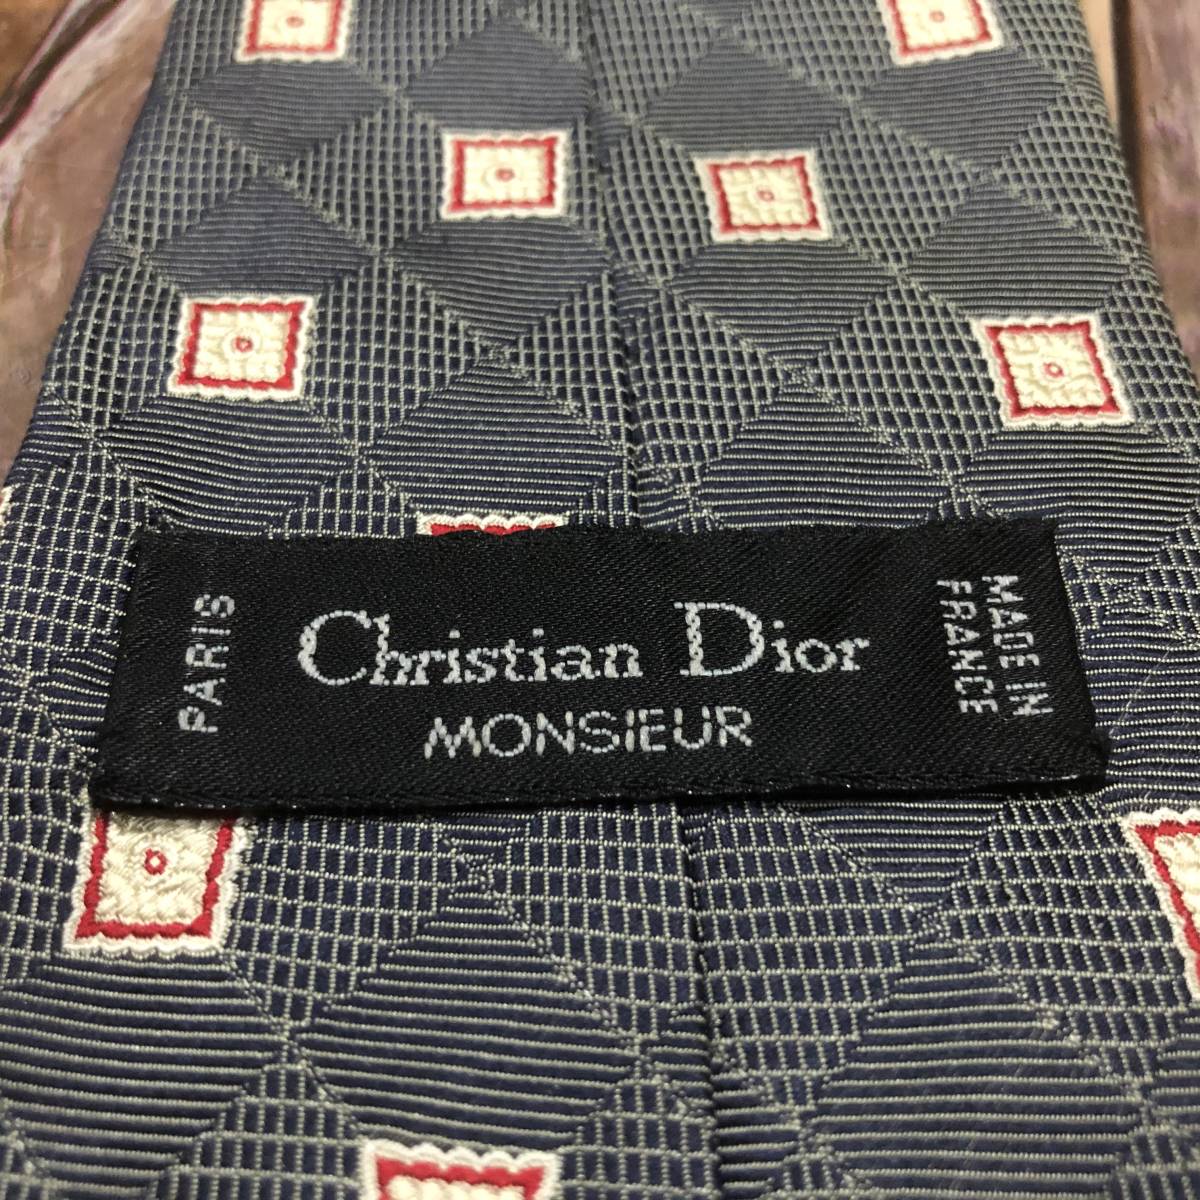 PARIS
Christian Dior
MONSIEUR
MADE IN
FRANCE